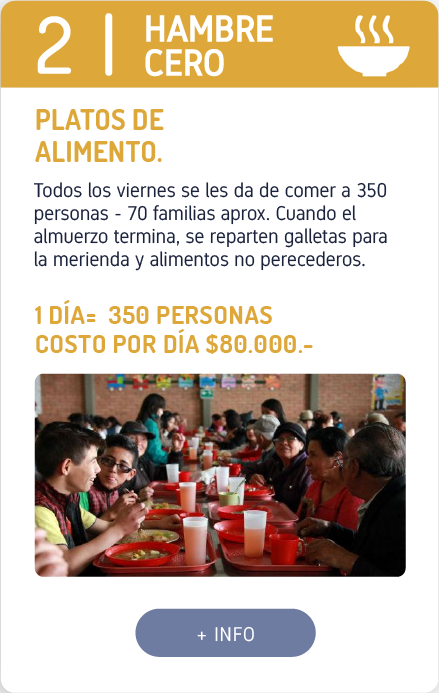 2
HAMBRE
CERO
PLATOS DE
ALIMENTO.
Todos los viernes se les da de comer a 350
personas - 70 familias aprox. Cuando el
almuerzo termina, se reparten galletas para
la merienda y alimentos no perecederos.
1 DÍA= 350 PERSONAS
COSTO POR DÍA $80.000.-
+ INFO